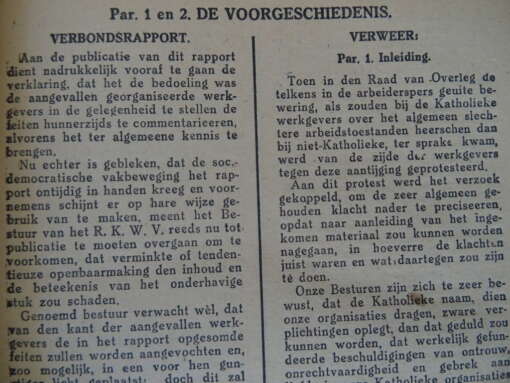 Par. 1 en 2. DE VOORGESCHIEDENIS.
VERBONDSRAPPORT.
Aan de publicatie van dit rapport
dient nadrukkelijk vooraf te gaan de
verklaring, dat het de bedoeling was
de aangevallen georganiseerde werk-
gevers in de gelegenheid te stellen de
feiten hunnerzijds te commentariëeren,
alvorens het ter algemeene kennis te
brengen.
Nu echter is gebleken, dat de soc.
democratische vakbeweging het rap-
port ontijdig in handen kreeg en voor-
nemens schijnt er op hare wijze ge-
bruik van te maken, meent het Be-
stuur van het R. K. W. V. reeds nu tot
publicatie te moeten overgaan om te
voorkomen, dat verminkte of tenden-
tieuze openbaarmaking den inhoud en
de beteekenis van het onderhavige
stuk zou schaden.
Genoemd bestuur verwacht wèl, dat
van den kant der aangevallen werk-
gevers de in het rapport opgesomde
feiten zullen worden aangevochten en,
zoo mogelijk, in een voor hen gun-
licht geplaatst; doch dit zal
VERWEER:
Par. 1. Inleiding.
Toen in den Raad van Overleg de
telkens in de arbeiderspers geuite be-
wering, als zouden bij de Katholieke
werkgevers over het algemeen slech-
tere arbeidstoestanden heerschen dan
bij niet-Katholieke, ter sprake kwam,
werd van de zijde der werkgevers
tegen deze aantijging geprotesteerd.
Aan dit protest werd het verzoek
gekoppeld, om de zeer algemeen ge-
houden klacht nader te preciseeren,
opdat naar aanleiding van het inge-
komen materiaal zou kunnen worden
nagegaan, in hoeverre de klachten
juist waren en wat daartegen zou zijn
te doen.
Onze Besturen zijn zich te zeer be-
wust, dat de Katholieke naam, dien
onze organisaties dragen, zware ver-
plichtingen oplegt, dan dat geduld zou
kunnen worden, dat werkelijk gefun-
deerde beschuldigingen van ontrouw,
onrechtvaardigheid en gebrek aan
Katholieke organisaties